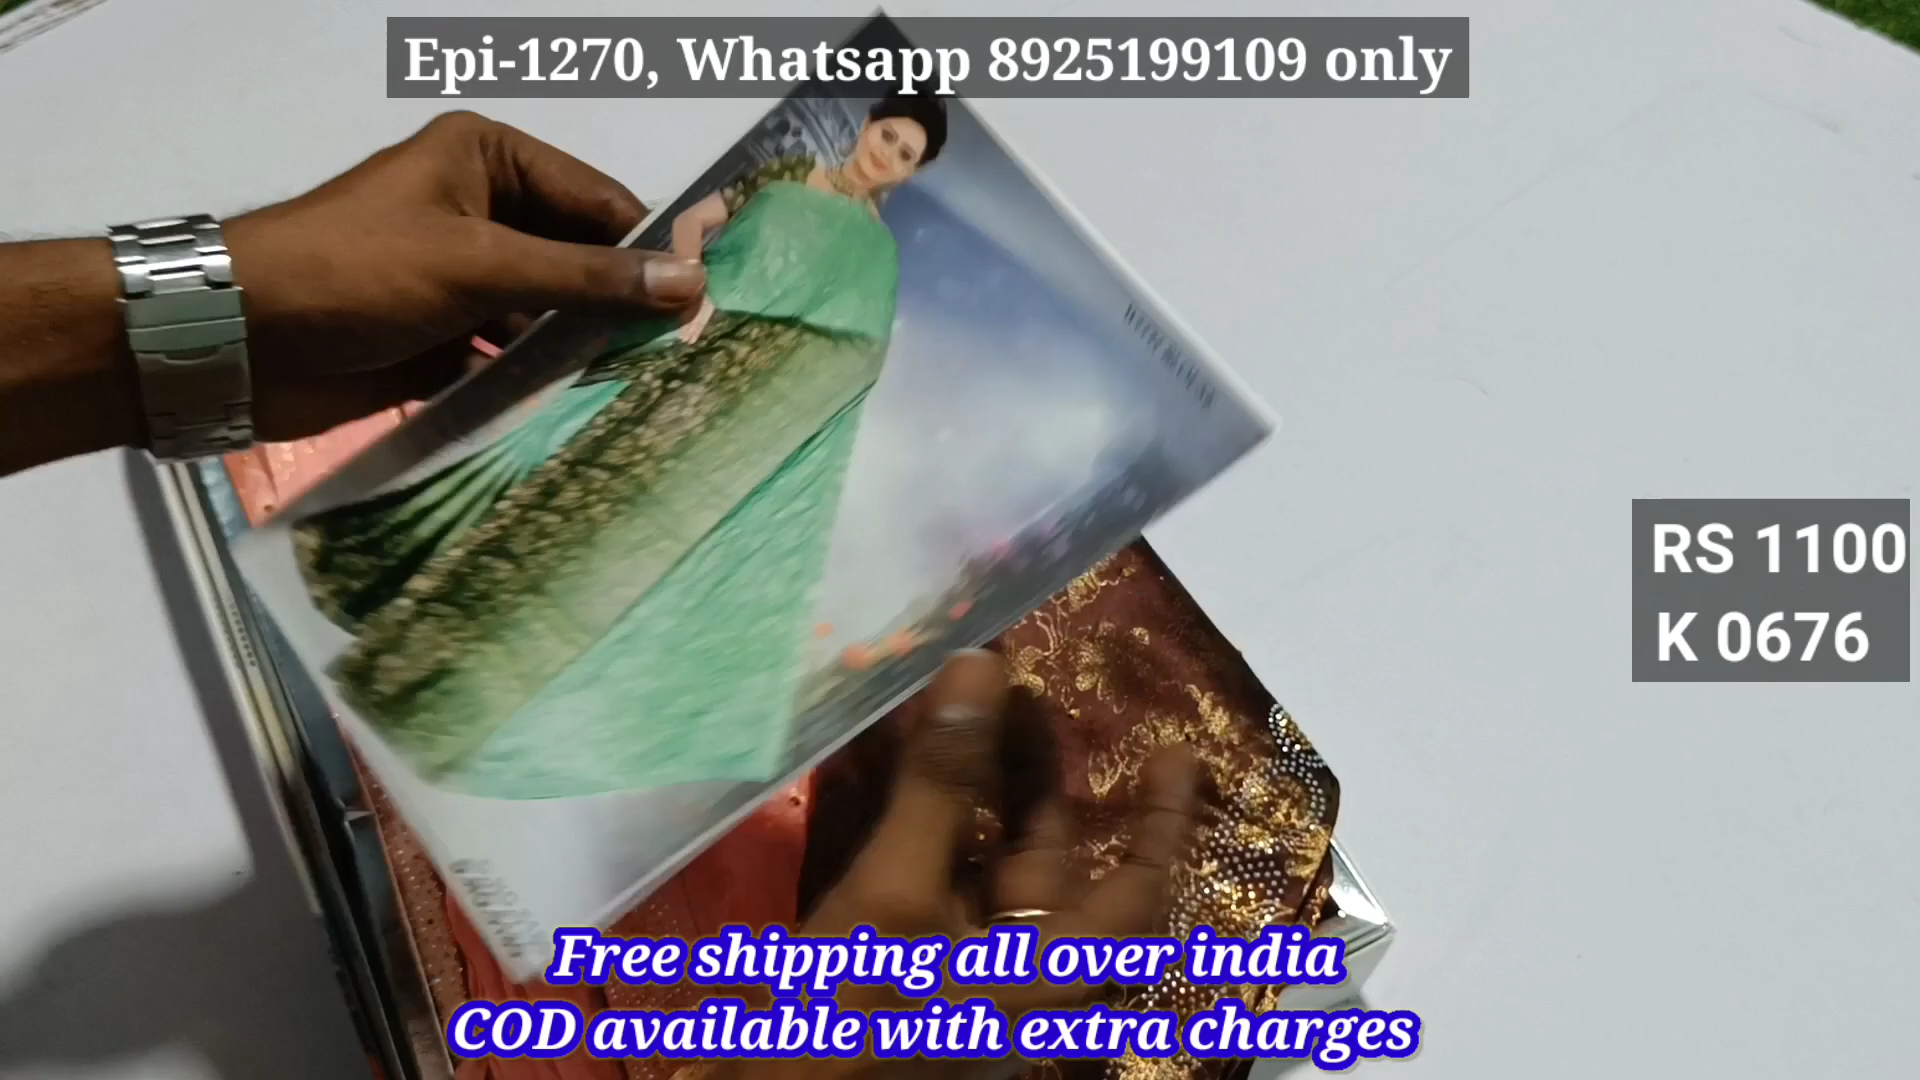 Epi-1270, Whatsapp 8925199109 only
RS 1100
K 0676
Free shipping all over india
COD available with extra charges